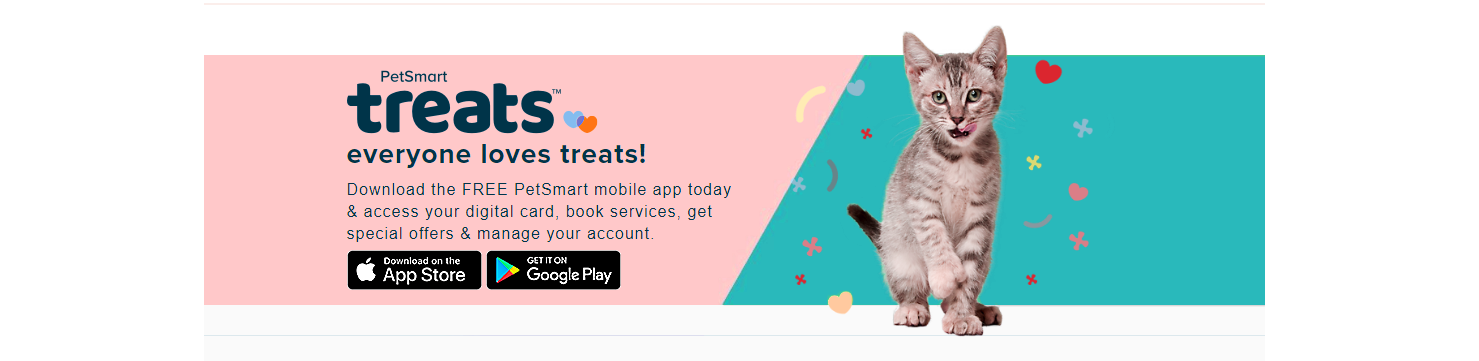 PetSmart
treats™
everyone loves treats!
Download the FREE PetSmart mobile app today
& access your digital card, book services, get
special offers & manage your account.
Download on the
App Store
GET IT ON
Google Play